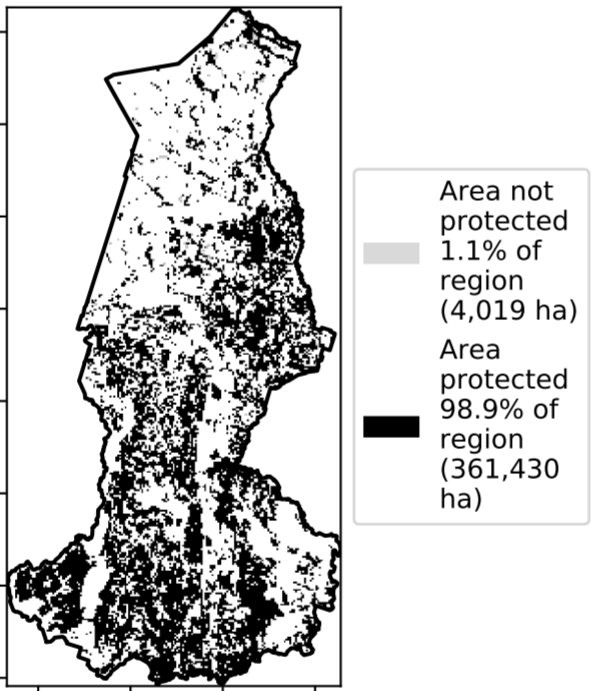 Area not
protected
1.1% of
region
(4,019 ha)
Area
protected
98.9% of
region
(361,430
ha)